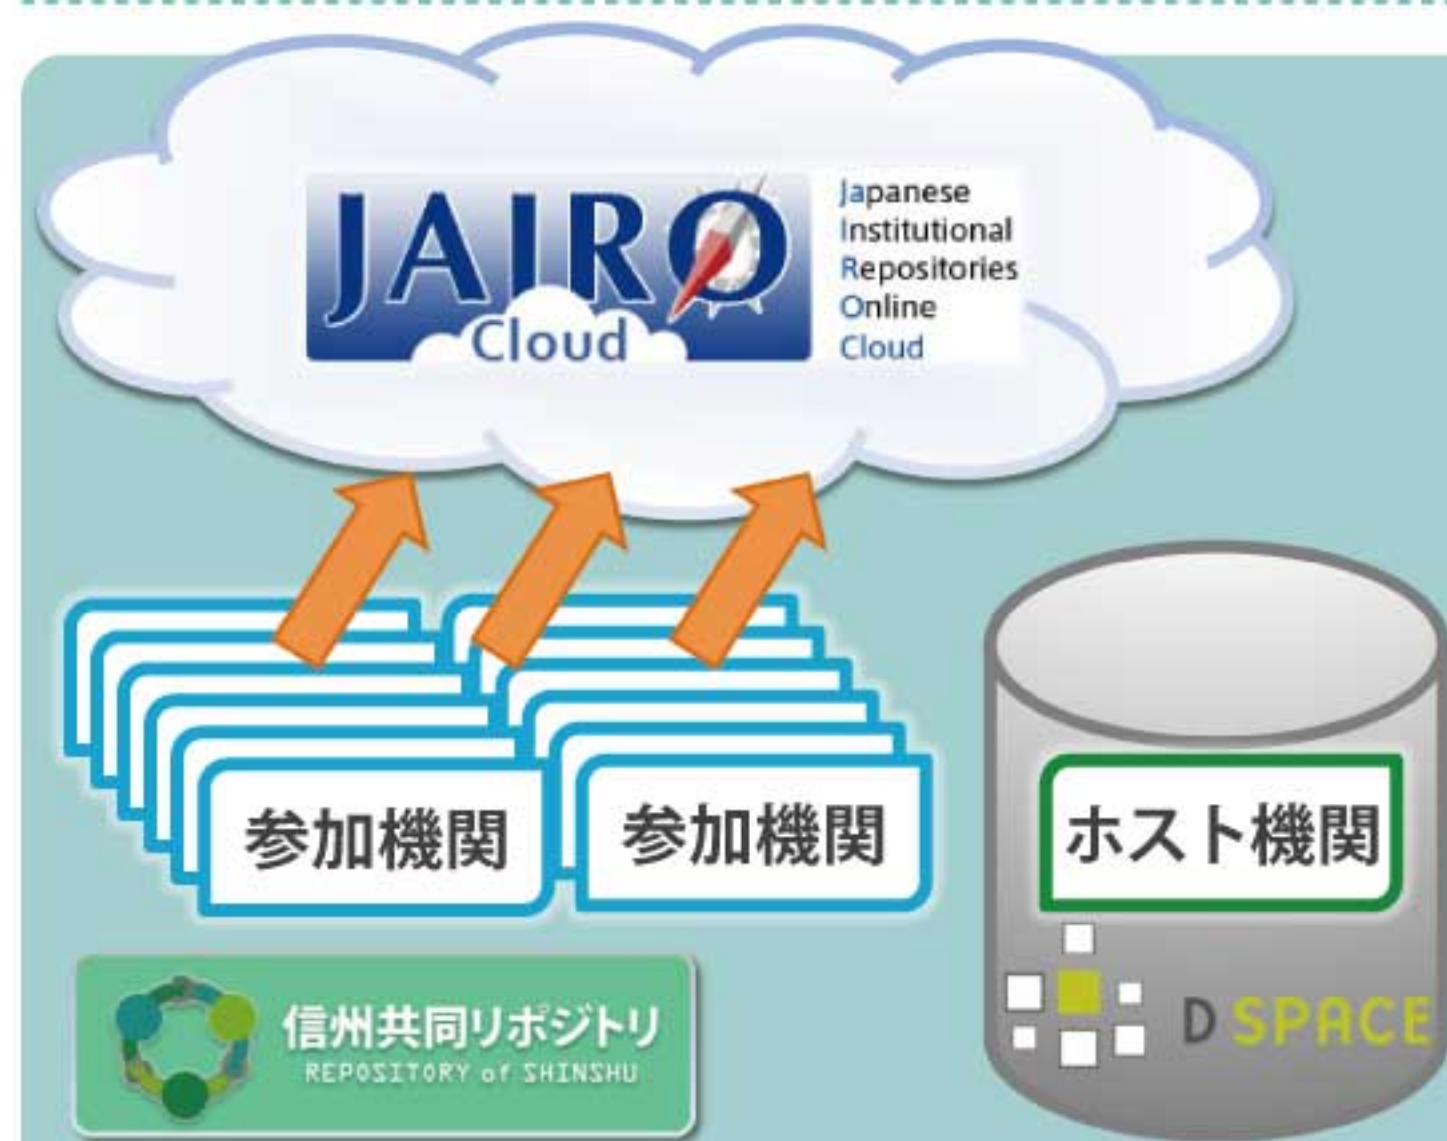 JAIRO
Cloud
Japanese
Institutional
Repositories
Online
Cloud
参加機関
参加機関
ホスト機関
D SPACE
信州共同リポジトリ
REPOSITORY of SHINSHU